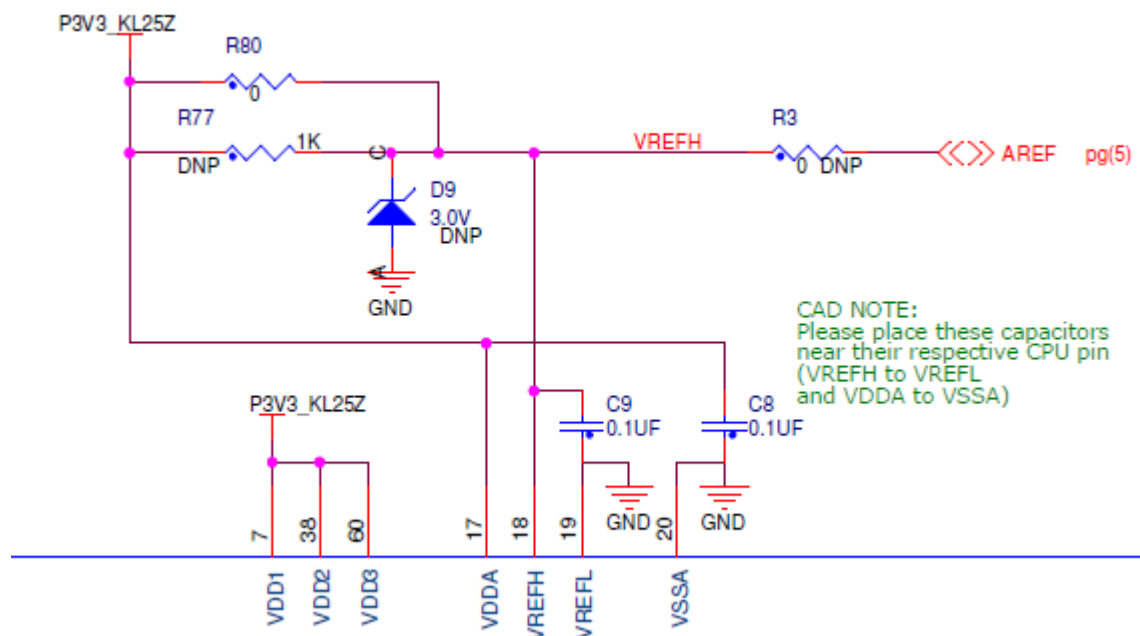 P3V3_KL25Z
R80
0
R77
1K
DNP
C
D9
3.0V
DNP
A
GND
VREFH
R3
0 DNP
AREF pg(5)
CAD NOTE:
Please place these capacitors
near their respective CPU pin
(VREFH to VREFL
and VDDA to VSSA)
P3V3_KL25Z
C9
0.1UF
C8
0.1UF
GND
GND
7
38
60
17
18
19
20
VDD1
VDD2
VDD3
VDDA
VREFH
VREFL
VSSA